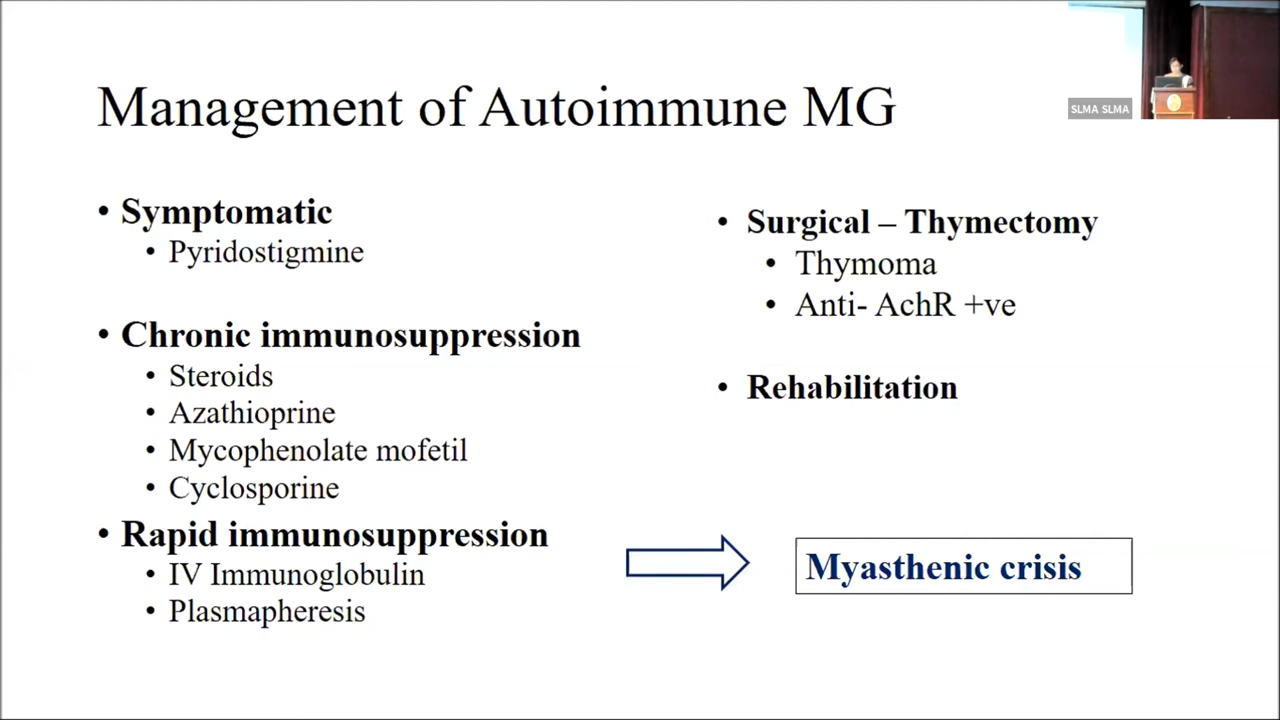 Management of Autoimmune MG
SLMA SLMA
• Symptomatic
• Pyridostigmine
• Chronic immunosuppression
• Steroids
• Azathioprine
• Mycophenolate mofetil
• Cyclosporine
• Rapid immunosuppression
• IV Immunoglobulin
• Plasmapheresis
• Surgical – Thymectomy
• Thymoma
• Anti- AchR +ve
• Rehabilitation
Myasthenic crisis